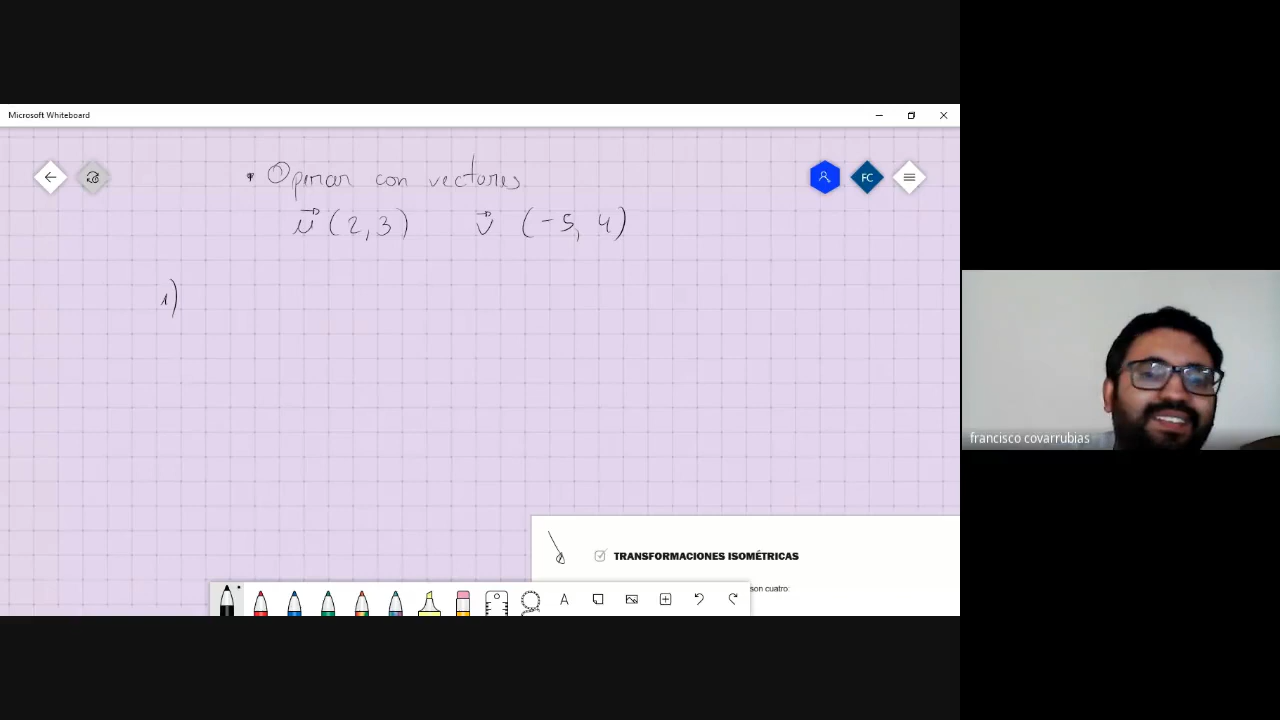 Microsoft Whiteboard
• Operar con vectores
FC
u⃗ (2,3) v⃗ (-5, 4)
1)
francisco covarrubias
TRANSFORMACIONES ISOMÉTRICAS
son cuatro:
A